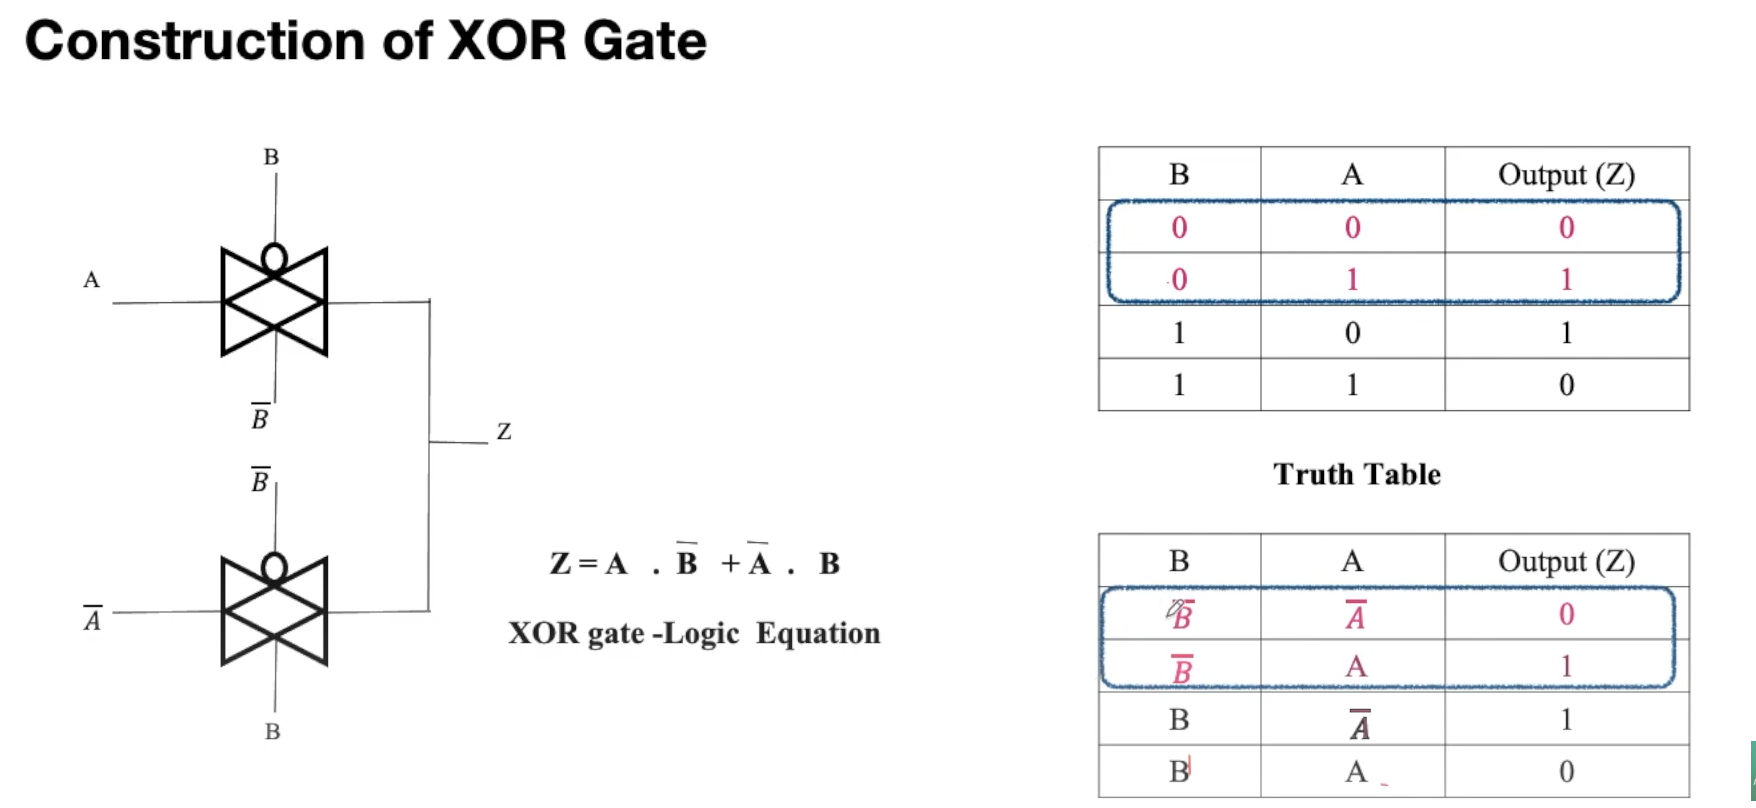 Construction of XOR Gate
B
A
B̅
Z
B̅
A̅
B
Z = A . B̅ + A̅ . B
XOR gate -Logic Equation
B A Output (Z)
0 0 0
0 1 1
1 0 1
1 1 0
Truth Table
B A Output (Z)
B̅ A̅ 0
B̅ A 1
B A̅ 1
B A 0